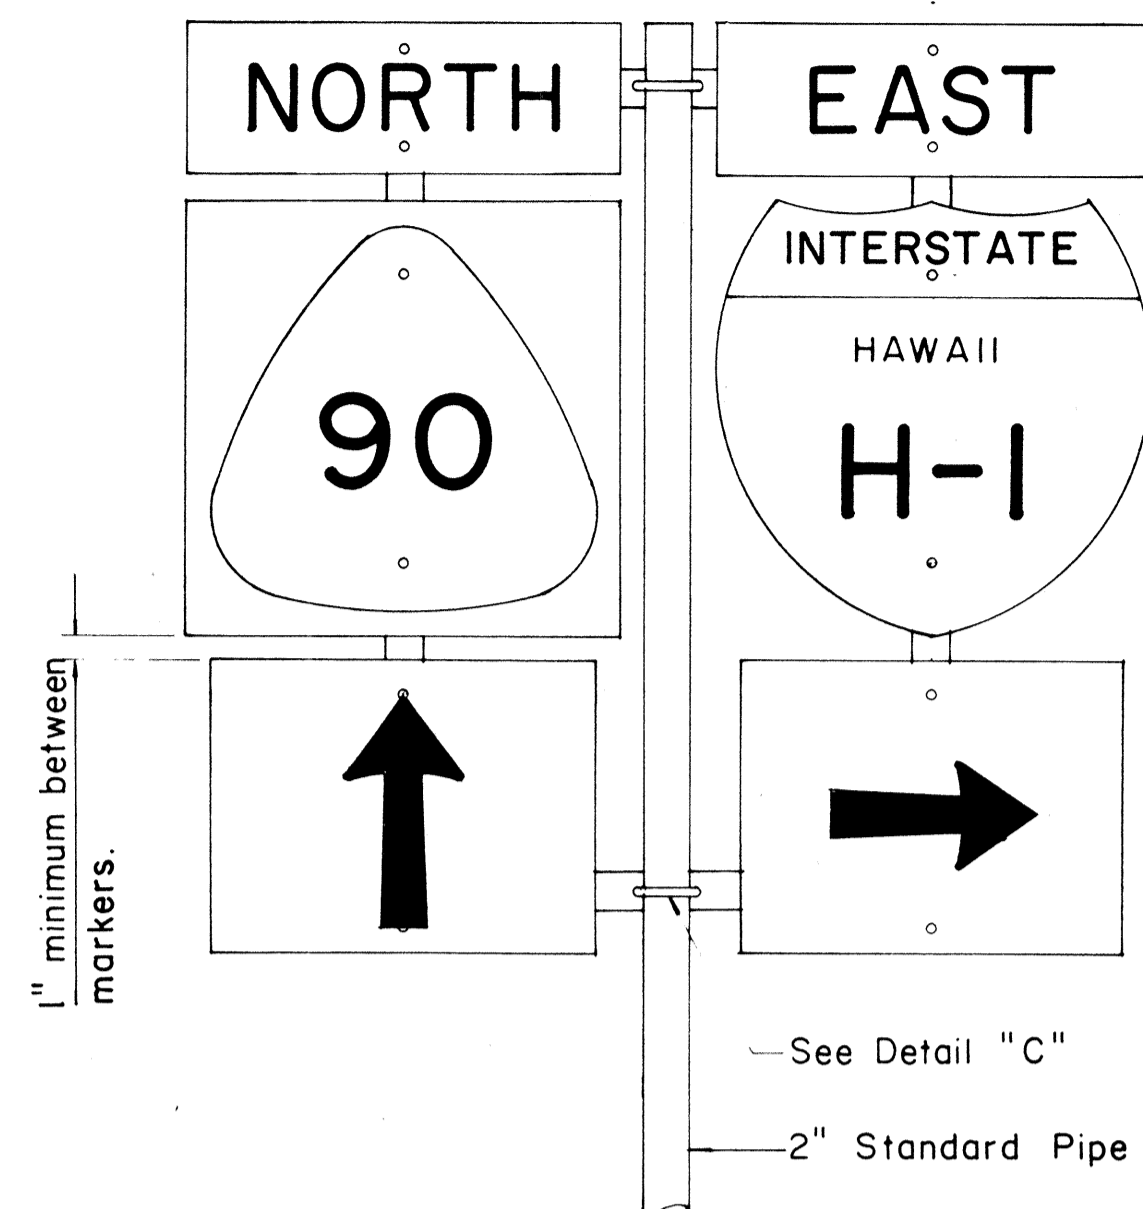 NORTH
EAST
INTERSTATE
HAWAII
90
H-1
1" minimum between
markers.
See Detail "C"
2" Standard Pipe